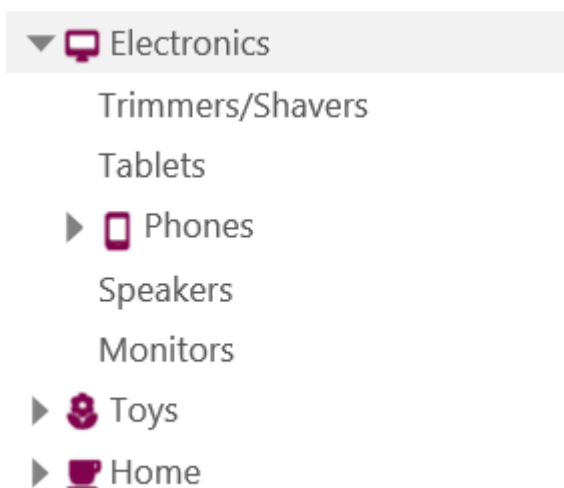 Electronics
Trimmers/Shavers
Tablets
Phones
Speakers
Monitors
Toys
Home